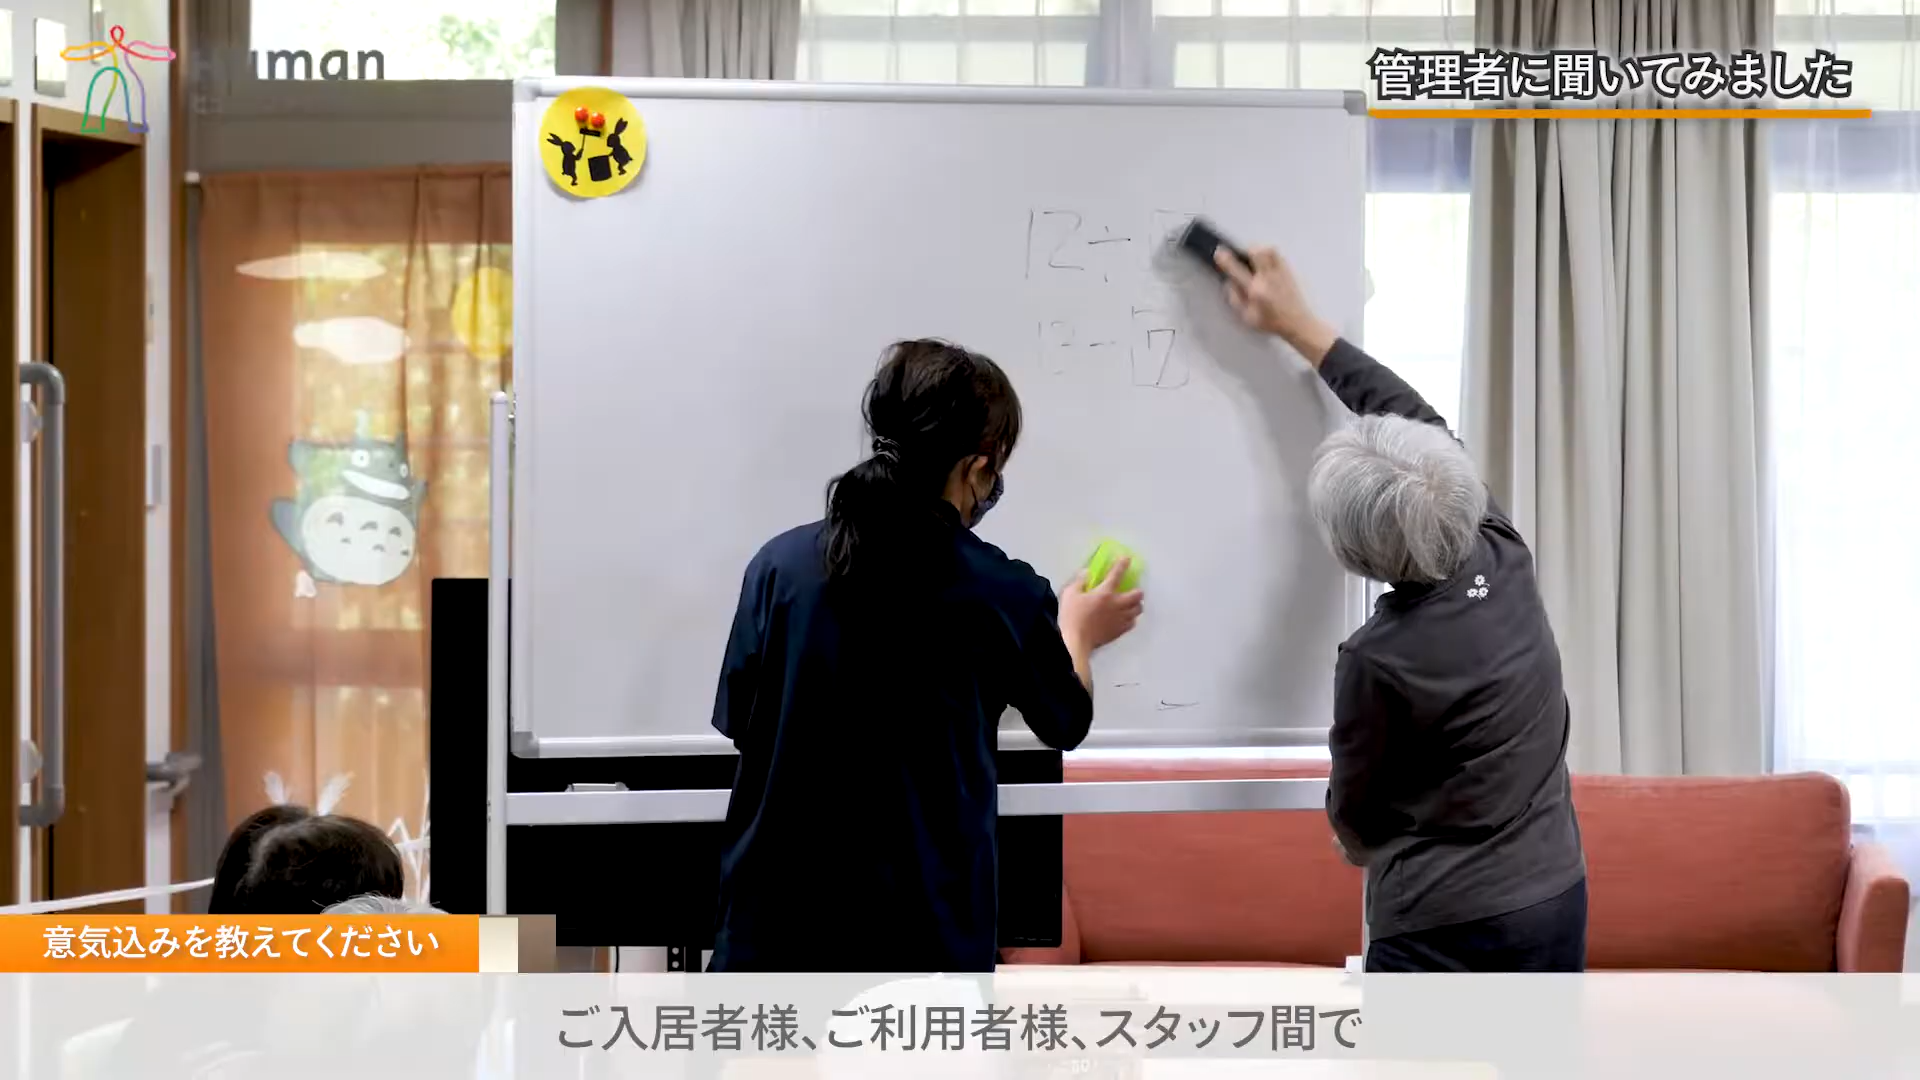 Human
管理者に聞いてみました
12÷
意気込みを教えてください
ご入居者様、ご利用者様、スタッフ間で